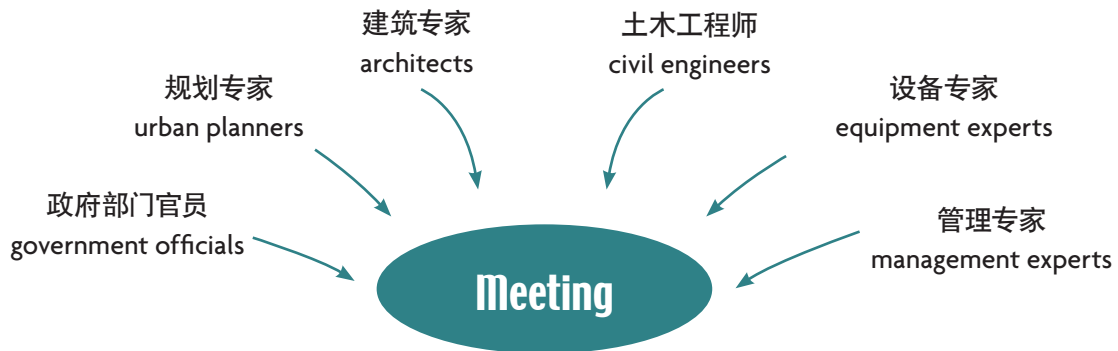 建筑专家
architects
土木工程师
civil engineers
规划专家
urban planners
设备专家
equipment experts
政府部门官员
government officials
管理专家
management experts
Meeting